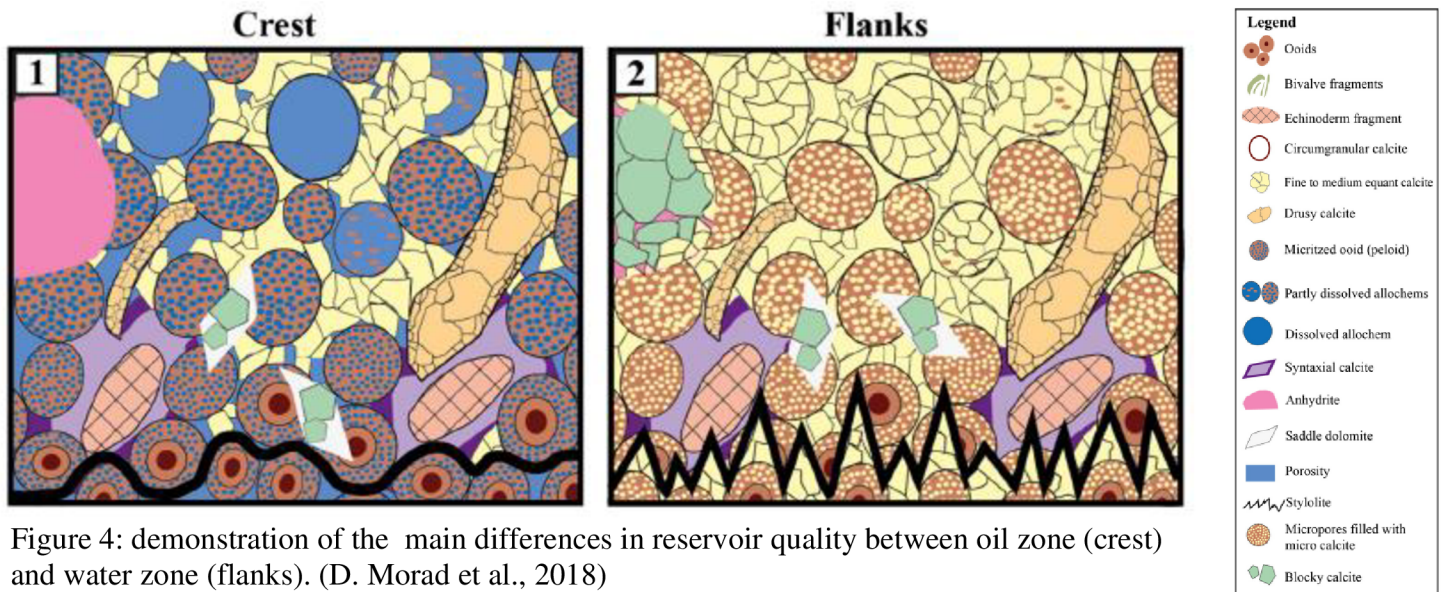 Crest
Flanks
1
2
Legend
Ooids
Bivalve fragments
Echinoderm fragment
Circumgranular calcite
Fine to medium equant calcite
Drusy calcite
Micritzed ooid (peloid)
Partly dissolved allochems
Dissolved allochem
Syntaxial calcite
Anhydrite
Saddle dolomite
Porosity
Stylolite
Micropores filled with
micro calcite
Blocky calcite
Figure 4: demonstration of the main differences in reservoir quality between oil zone (crest)
and water zone (flanks). (D. Morad et al., 2018)